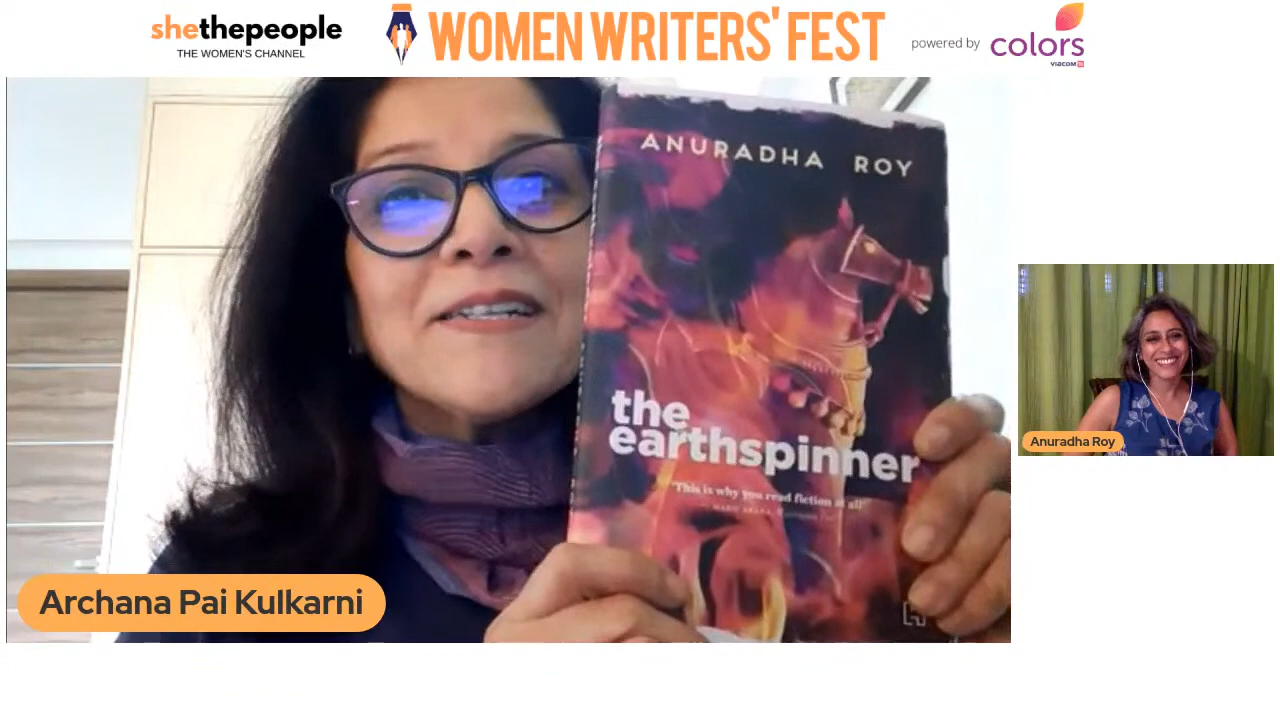 shethepeople
THE WOMEN'S CHANNEL
WOMEN WRITERS' FEST
powered by colors
VIACOM18
ANURADHA ROY
the
earthspinner
"This is why you read fiction at all"
Archana Pai Kulkarni
Anuradha Roy